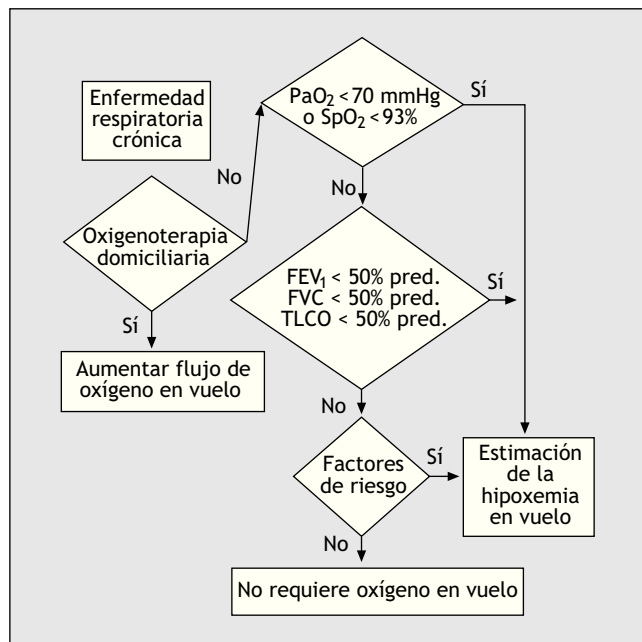 Enfermedad
respiratoria
crónica
PaO₂ < 70 mmHg
o SpO₂ < 93%
Sí
No
No
Oxigenoterapia
domiciliaria
Sí
Aumentar flujo de
oxígeno en vuelo
FEV₁ < 50% pred.
FVC < 50% pred.
TLCO < 50% pred.
Sí
No
Factores
de riesgo
Sí
Estimación
de la
hipoxemia
en vuelo
No
No requiere oxígeno en vuelo